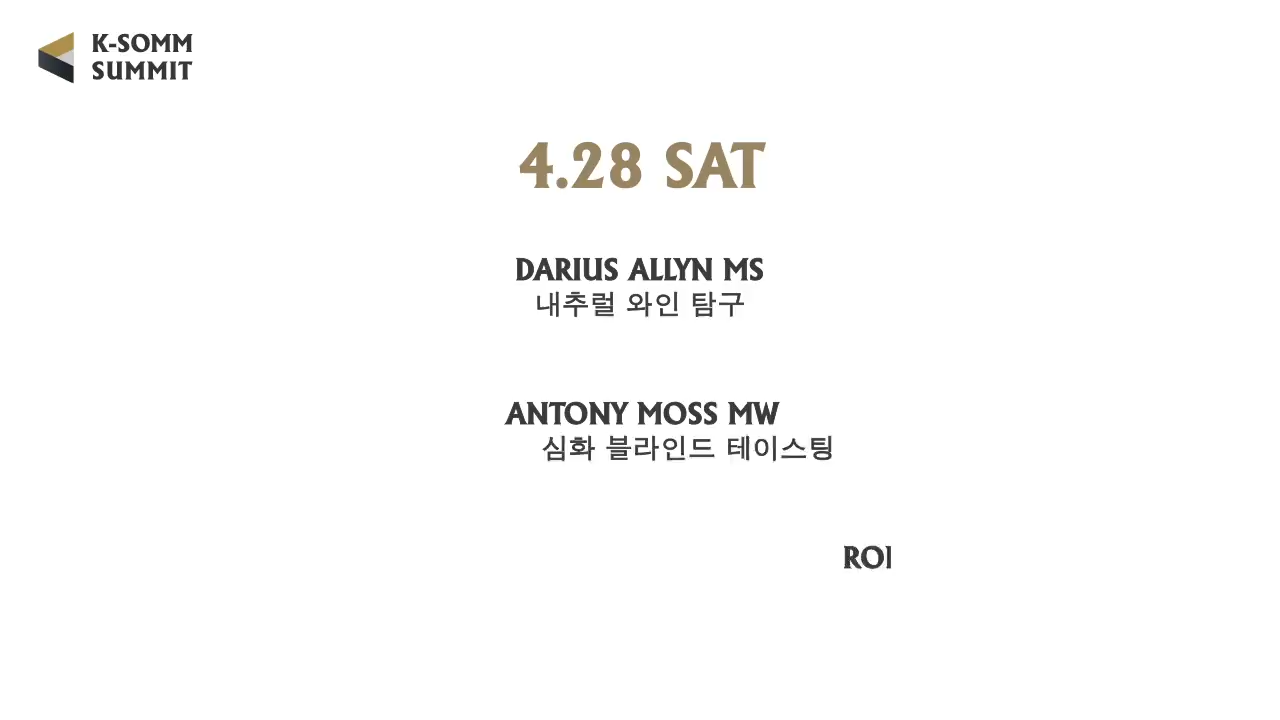 K-SOMM
SUMMIT
4.28 SAT
DARIUS ALLYN MS
내추럴 와인 탐구
ANTONY MOSS MW
심화 블라인드 테이스팅